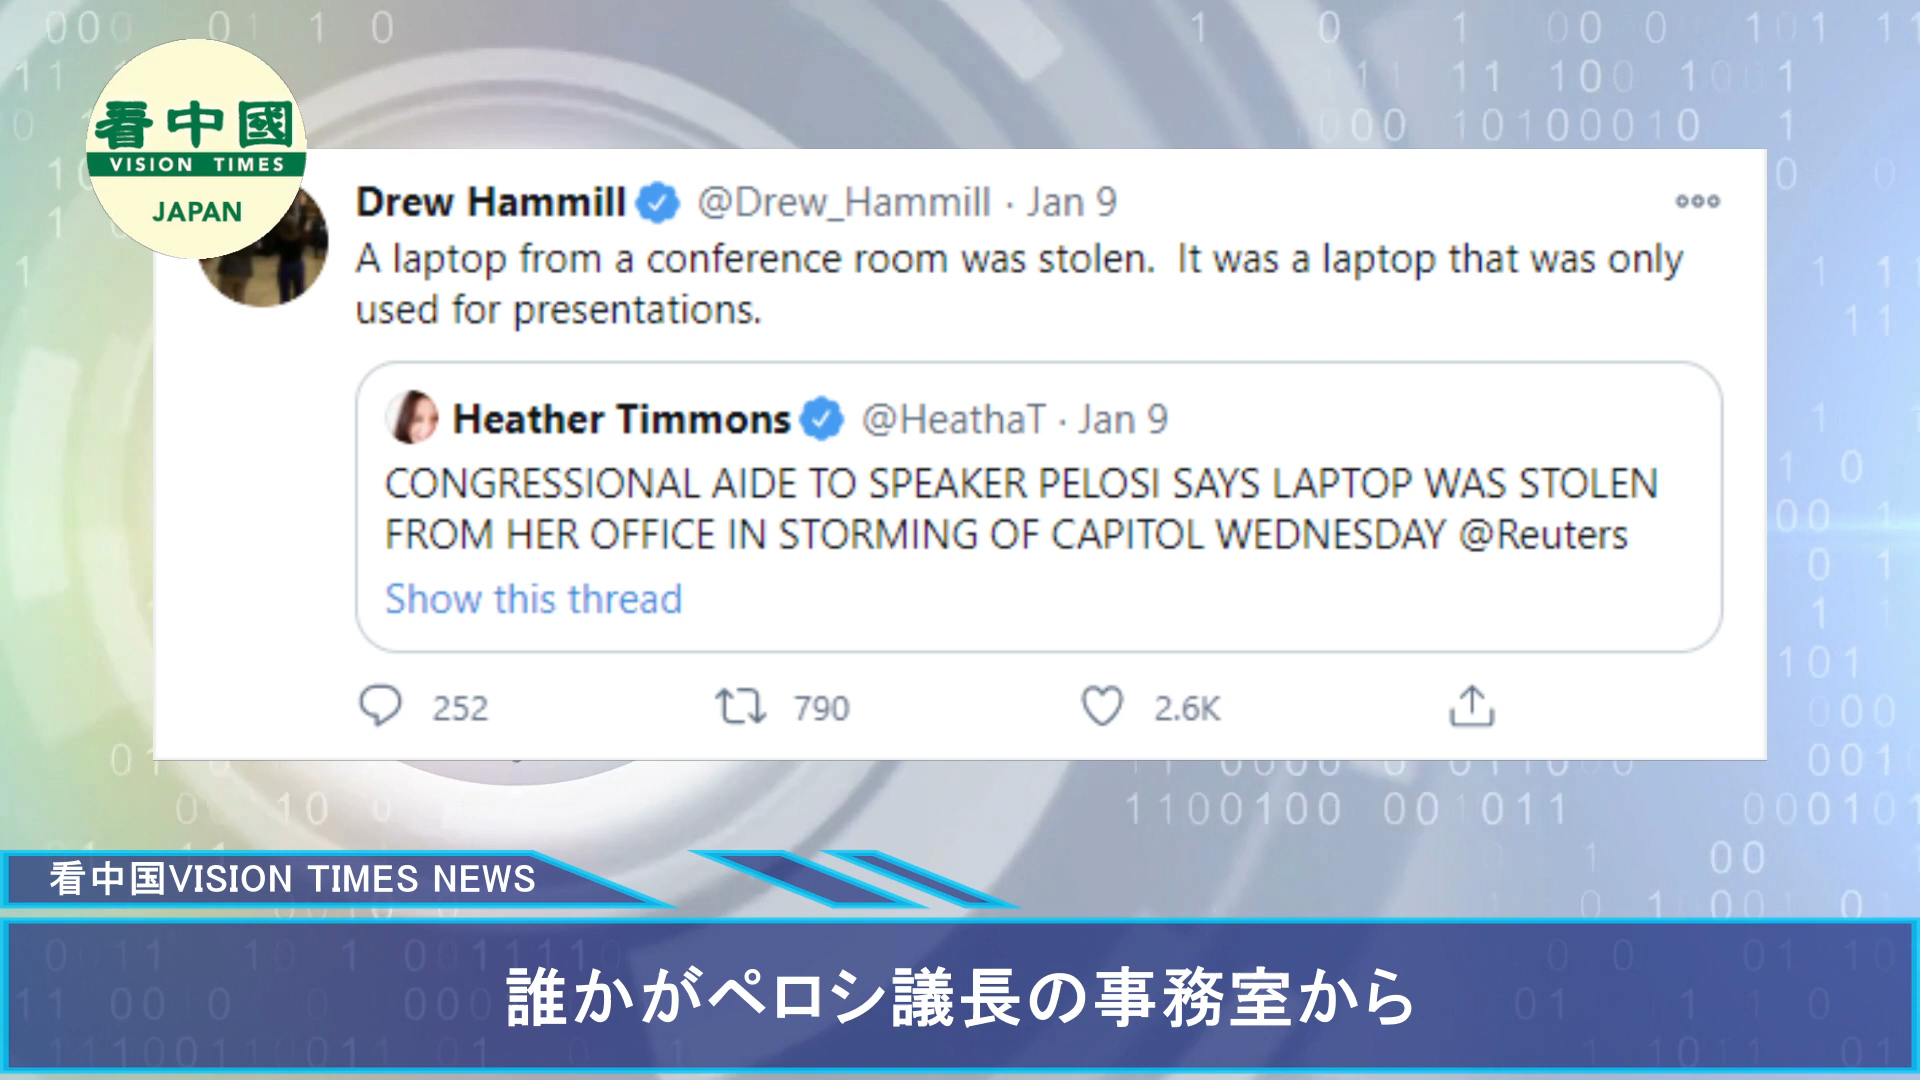 看中國
VISION TIMES
JAPAN
Drew Hammill @Drew_Hammill · Jan 9
A laptop from a conference room was stolen. It was a laptop that was only
used for presentations.
Heather Timmons @HeathaT · Jan 9
CONGRESSIONAL AIDE TO SPEAKER PELOSI SAYS LAPTOP WAS STOLEN
FROM HER OFFICE IN STORMING OF CAPITOL WEDNESDAY @Reuters
Show this thread
252 790 2.6K
看中国VISION TIMES NEWS
誰かがペロシ議長の事務室から